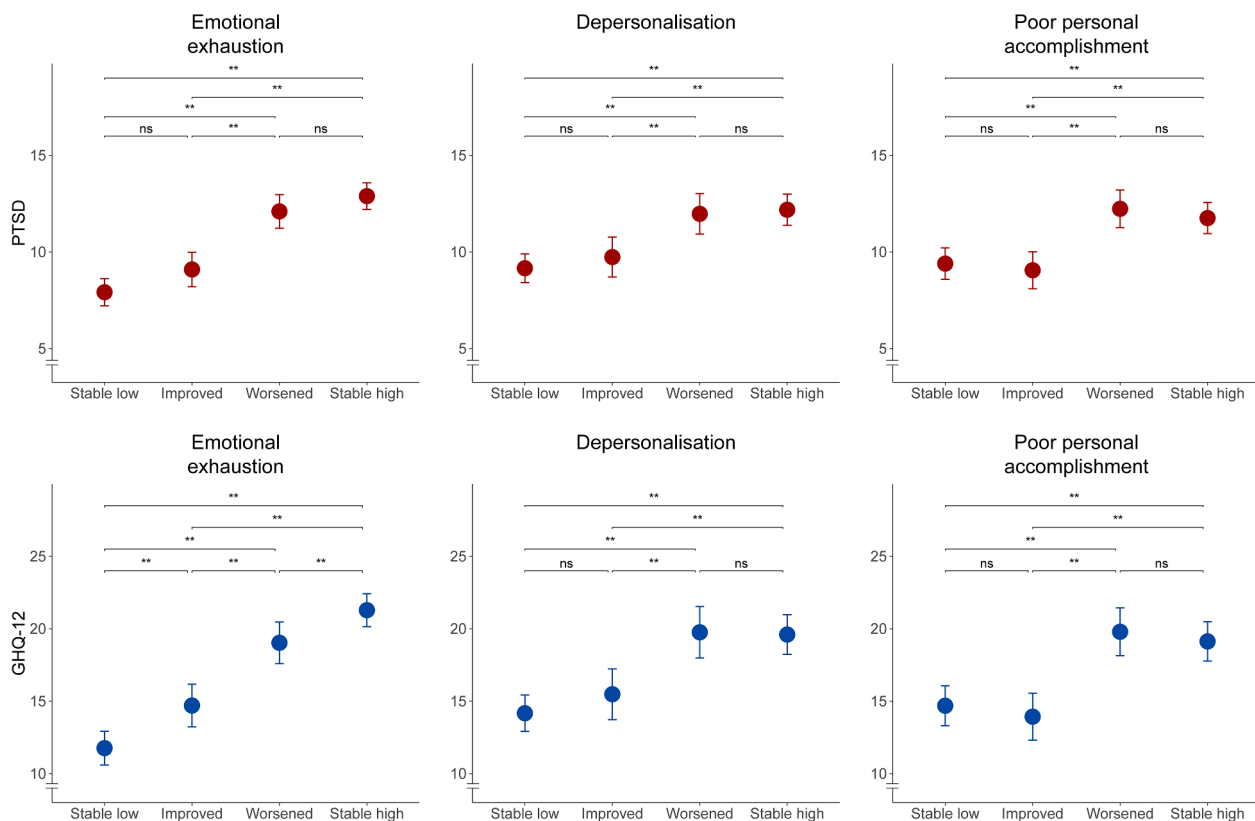 Emotional
exhaustion
Depersonalisation
Poor personal
accomplishment
** ** **
** ** **
** ** **
ns ** ns ns ** ns ns ** ns
PTSD
15 15 15
10 10 10
5 5 5
Stable low Improved Worsened Stable high Stable low Improved Worsened Stable high Stable low Improved Worsened Stable high
Emotional
exhaustion
Depersonalisation
Poor personal
accomplishment
** ** **
** ** **
** ** **
** ** ** ns ** ns ns ** ns
GHQ-12
25 25 25
20 20 20
15 15 15
10 10 10
Stable low Improved Worsened Stable high Stable low Improved Worsened Stable high Stable low Improved Worsened Stable high